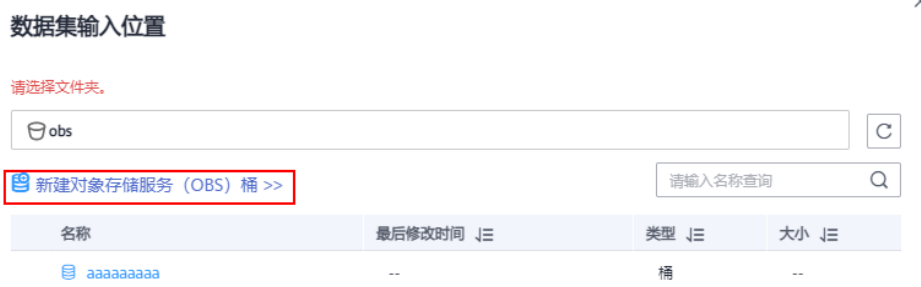 数据集输入位置
请选择文件夹。
obs
新建对象存储服务（OBS）桶 >>
请输入名称查询
名称 最后修改时间 类型 大小
aaaaaaaaa -- 桶 --